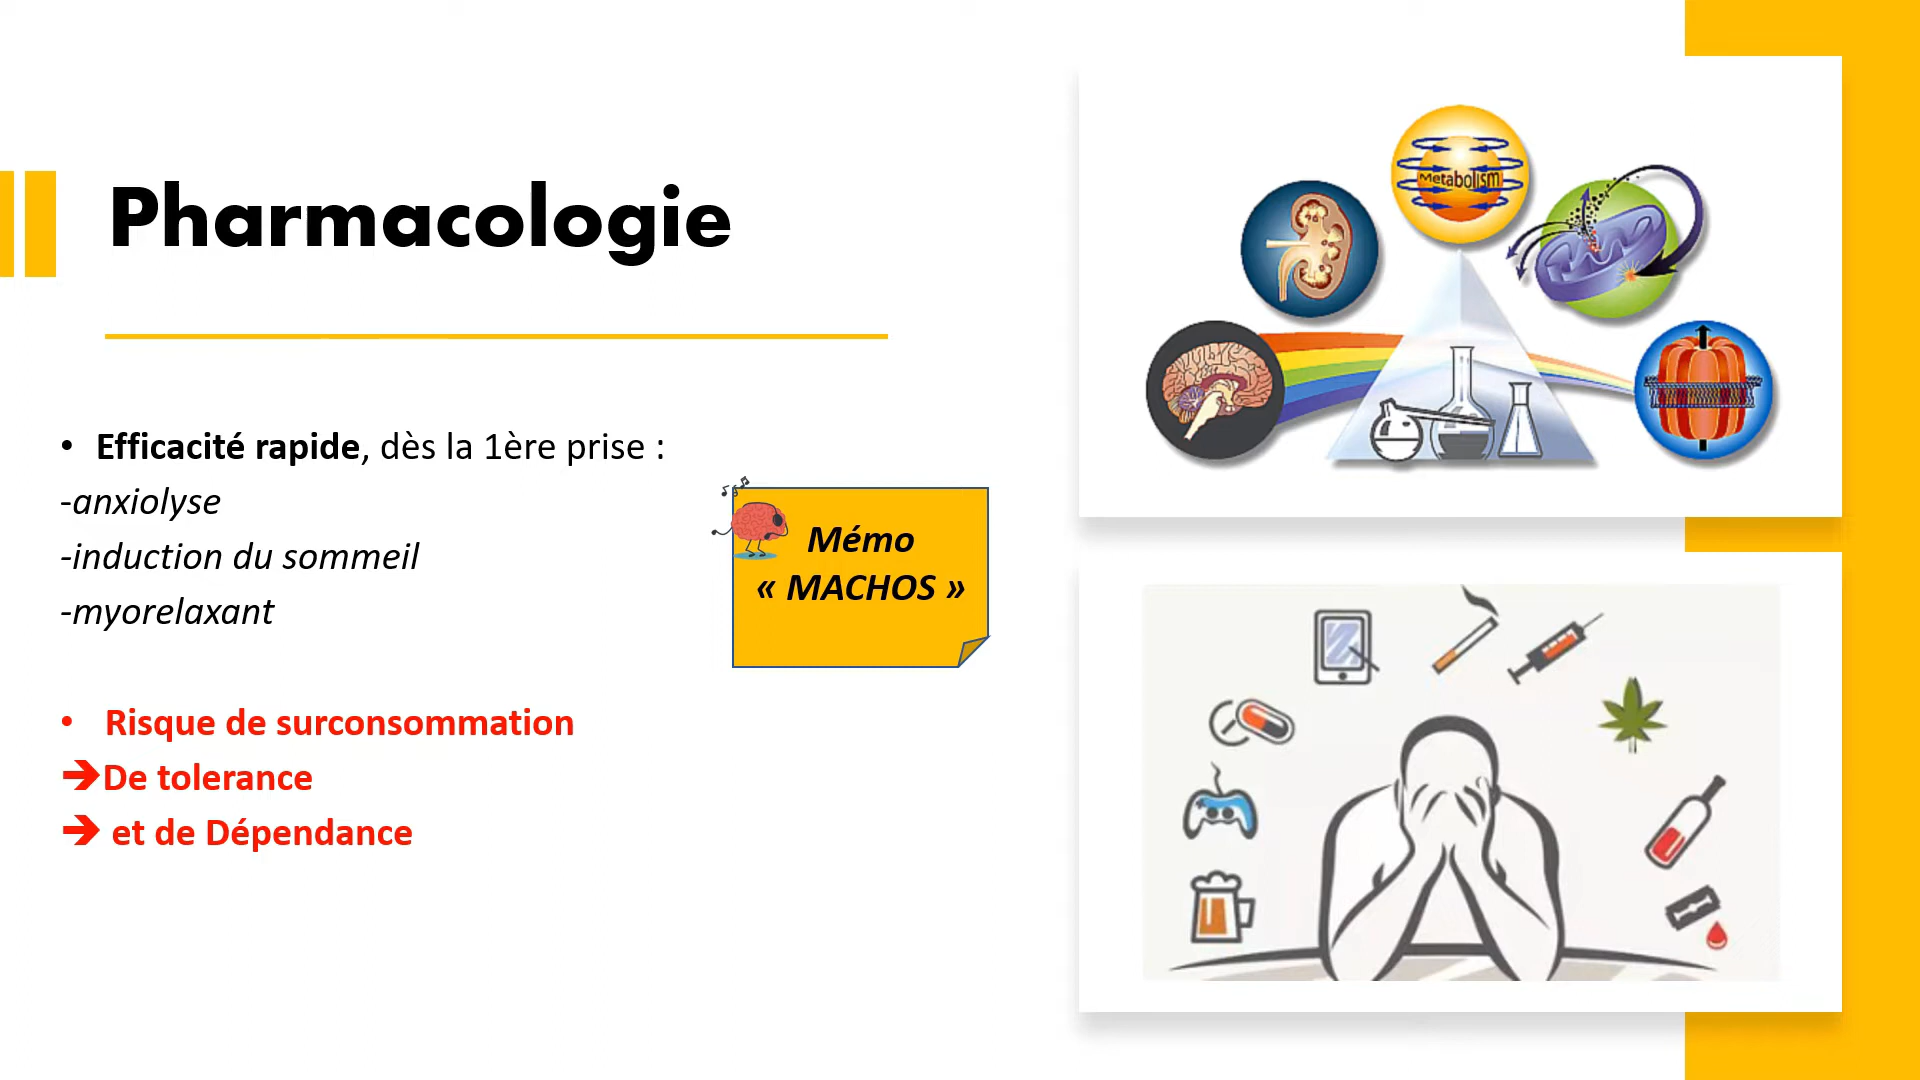 Pharmacologie
• Efficacité rapide, dès la 1ère prise :
-anxiolyse
-induction du sommeil
-myorelaxant
• Risque de surconsommation
➔De tolerance
➔ et de Dépendance
Mémo
« MACHOS »
Metabolism